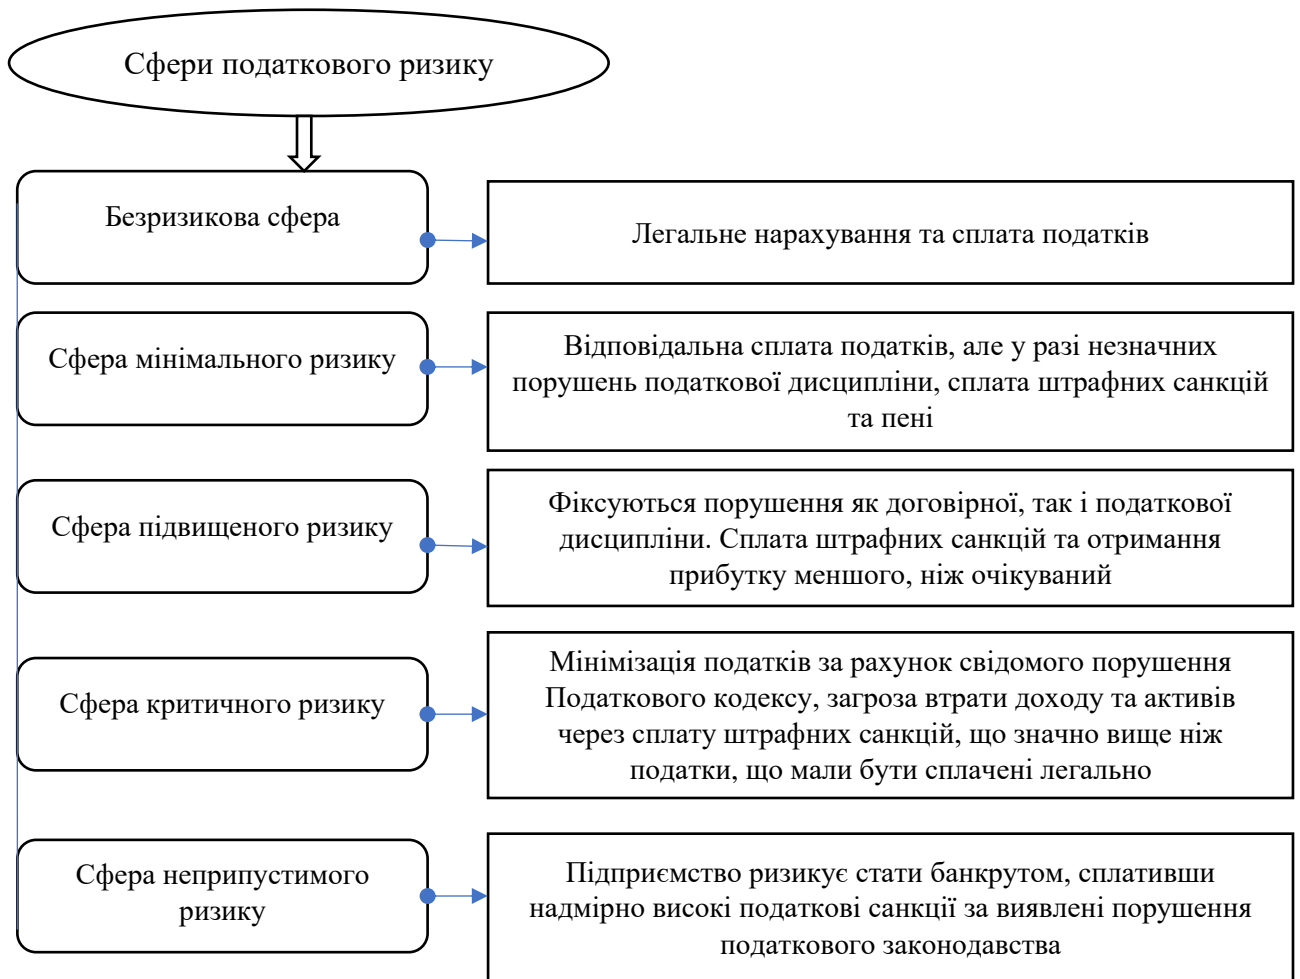 Сфери податкового ризику
Безризикова сфера
Легальне нарахування та сплата податків
Сфера мінімального ризику
Відповідальна сплата податків, але у разі незначних
порушень податкової дисципліни, сплата штрафних санкцій
та пені
Сфера підвищеного ризику
Фіксуються порушення як договірної, так і податкової
дисципліни. Сплата штрафних санкцій та отримання
прибутку меншого, ніж очікуваний
Сфера критичного ризику
Мінімізація податків за рахунок свідомого порушення
Податкового кодексу, загроза втрати доходу та активів
через сплату штрафних санкцій, що значно вище ніж
податки, що мали бути сплачені легально
Сфера неприпустимого
ризику
Підприємство ризикує стати банкрутом, сплативши
надмірно високі податкові санкції за виявлені порушення
податкового законодавства